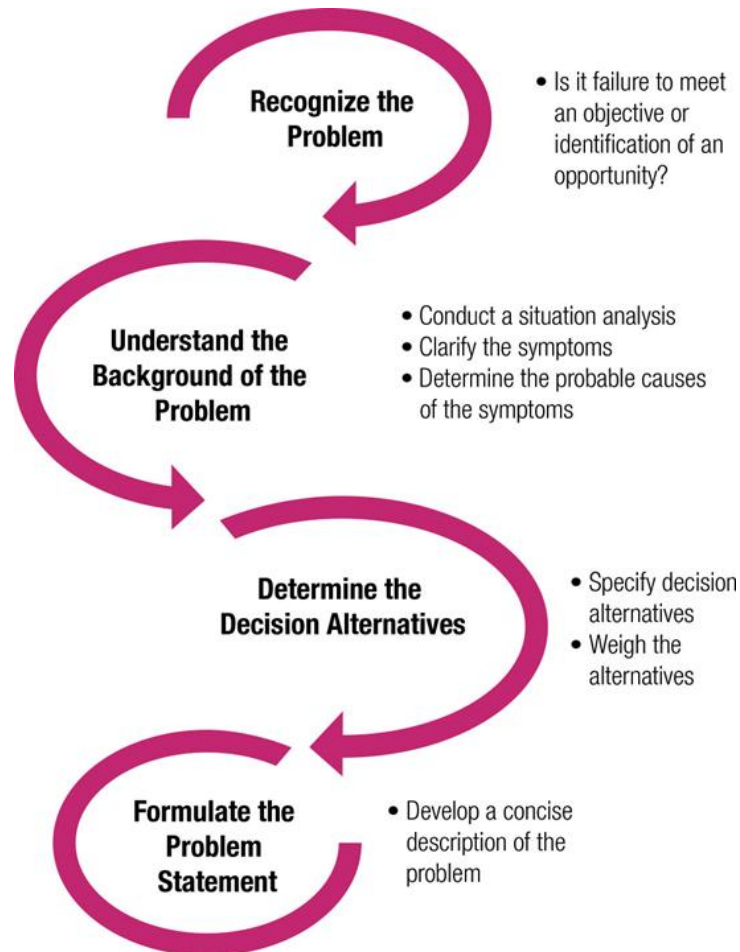 Recognize the
Problem
• Is it failure to meet
an objective or
identification of an
opportunity?
Understand the
Background of the
Problem
• Conduct a situation analysis
• Clarify the symptoms
• Determine the probable causes
of the symptoms
Determine the
Decision Alternatives
• Specify decision
alternatives
• Weigh the
alternatives
Formulate the
Problem
Statement
• Develop a concise
description of the
problem